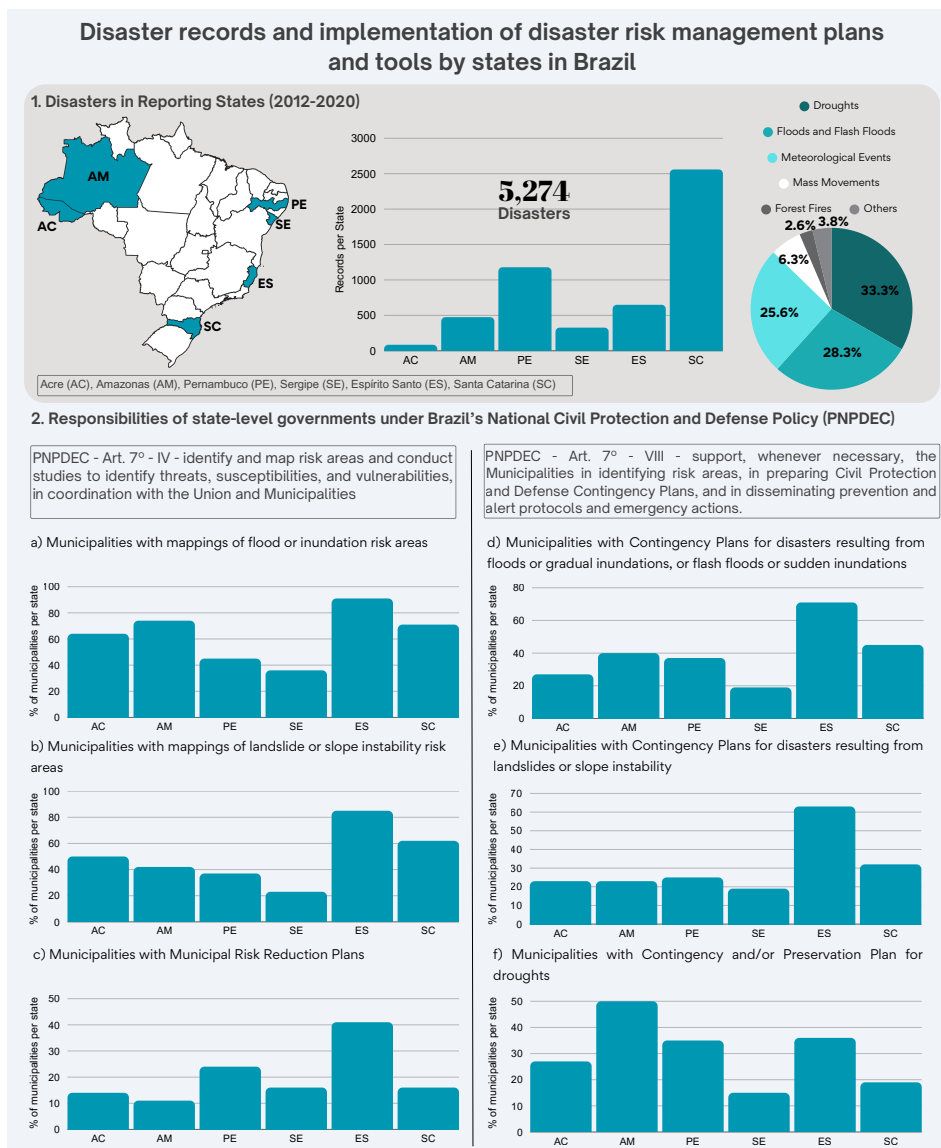 Disaster records and implementation of disaster risk management plans
and tools by states in Brazil
1. Disasters in Reporting States (2012-2020)
AM
AC
PE
SE
ES
SC
Records per State
3000
2500
2000
1500
1000
500
0
5,274
Disasters
AC AM PE SE ES SC
Droughts
Floods and Flash Floods
Meteorological Events
Mass Movements
Forest Fires Others
2.6% 3.8%
6.3%
33.3%
25.6%
28.3%
Acre (AC), Amazonas (AM), Pernambuco (PE), Sergipe (SE), Espírito Santo (ES), Santa Catarina (SC)
2. Responsibilities of state-level governments under Brazil's National Civil Protection and Defense Policy (PNPDEC)
PNPDEC - Art. 7º - IV - identify and map risk areas and conduct
studies to identify threats, susceptibilities, and vulnerabilities,
in coordination with the Union and Municipalities
a) Municipalities with mappings of flood or inundation risk areas
% of municipalities per state
100
80
60
40
20
0
AC AM PE SE ES SC
b) Municipalities with mappings of landslide or slope instability risk
areas
% of municipalities per state
100
80
60
40
20
0
AC AM PE SE ES SC
c) Municipalities with Municipal Risk Reduction Plans
% of municipalities per state
50
40
30
20
10
0
AC AM PE SE ES SC
PNPDEC - Art. 7º - VIII - support, whenever necessary, the
Municipalities in identifying risk areas, in preparing Civil Protection
and Defense Contingency Plans, and in disseminating prevention and
alert protocols and emergency actions.
d) Municipalities with Contingency Plans for disasters resulting from
floods or gradual inundations, or flash floods or sudden inundations
% of municipalities per state
80
60
40
20
0
AC AM PE SE ES SC
e) Municipalities with Contingency Plans for disasters resulting from
landslides or slope instability
% of municipalities per state
70
60
50
40
30
20
10
0
AC AM PE SE ES SC
f) Municipalities with Contingency and/or Preservation Plan for
droughts
% of municipalities per state
50
40
30
20
10
0
AC AM PE SE ES SC